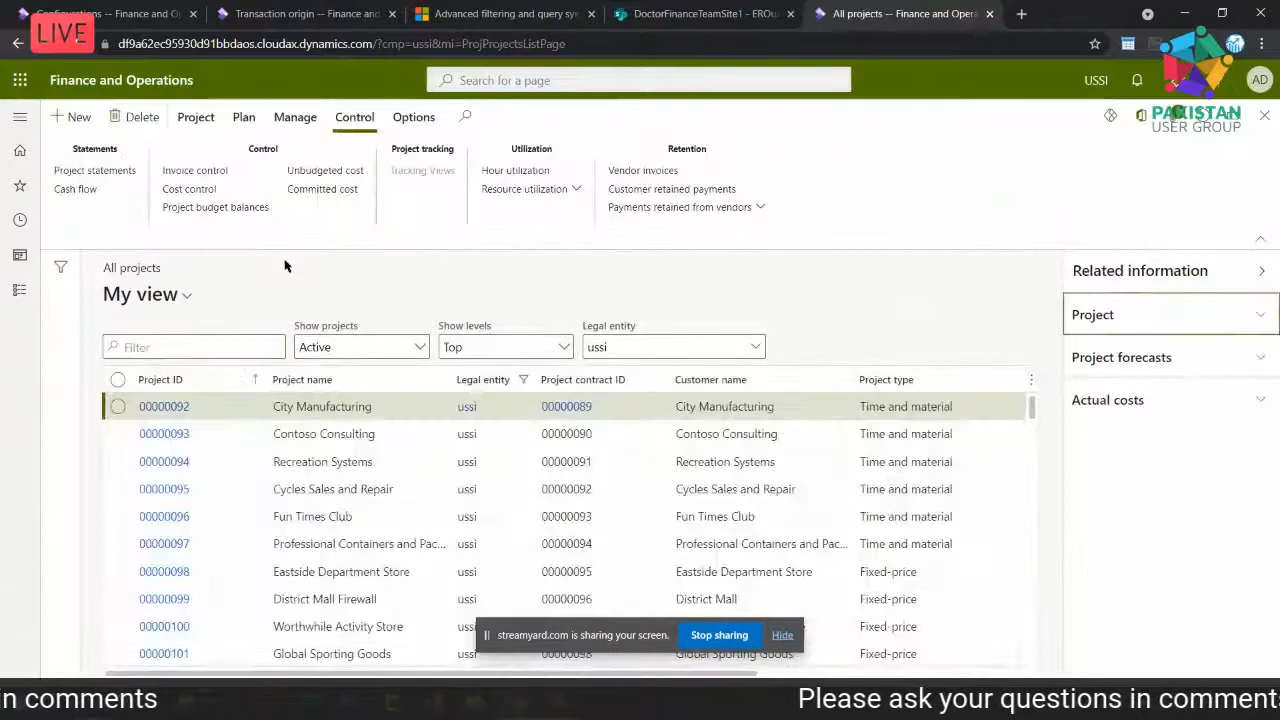 Configurations -- Finance and O
Transaction origin -- Finance and
Advanced filtering and query sy
DoctorFinanceTeamSite1 - ERO
All projects -- Finance and Opera
LIVE
df9a62ec95930d91bbdaos.cloudax.dynamics.com/?cmp=ussi&mi=ProjProjectsListPage
Finance and Operations
Search for a page
USSI
AD
New
Delete
Project
Plan
Manage
Control
Options
PAKISTAN
USER GROUP
Statements
Project statements
Cash flow
Control
Invoice control
Unbudgeted cost
Cost control
Committed cost
Project budget balances
Project tracking
Tracking Views
Utilization
Hour utilization
Resource utilization
Retention
Vendor invoices
Customer retained payments
Payments retained from vendors
All projects
My view
Show projects
Show levels
Legal entity
Filter
Active
Top
ussi
Project ID Project name Legal entity Project contract ID Customer name Project type
00000092 City Manufacturing ussi 00000089 City Manufacturing Time and material
00000093 Contoso Consulting ussi 00000090 Contoso Consulting Time and material
00000094 Recreation Systems ussi 00000091 Recreation Systems Time and material
00000095 Cycles Sales and Repair ussi 00000092 Cycles Sales and Repair Time and material
00000096 Fun Times Club ussi 00000093 Fun Times Club Time and material
00000097 Professional Containers and Pac... ussi 00000094 Professional Containers and Pac... Time and material
00000098 Eastside Department Store ussi 00000095 Eastside Department Store Fixed-price
00000099 District Mall Firewall ussi 00000096 District Mall Fixed-price
00000100 Worthwhile Activity Store Fixed-price
00000101 Global Sporting Goods ussi 00000098 Global Sporting Goods Fixed-price
Related information
Project
Project forecasts
Actual costs
streamyard.com is sharing your screen.
Stop sharing
Hide
in comments
Please ask your questions in comments